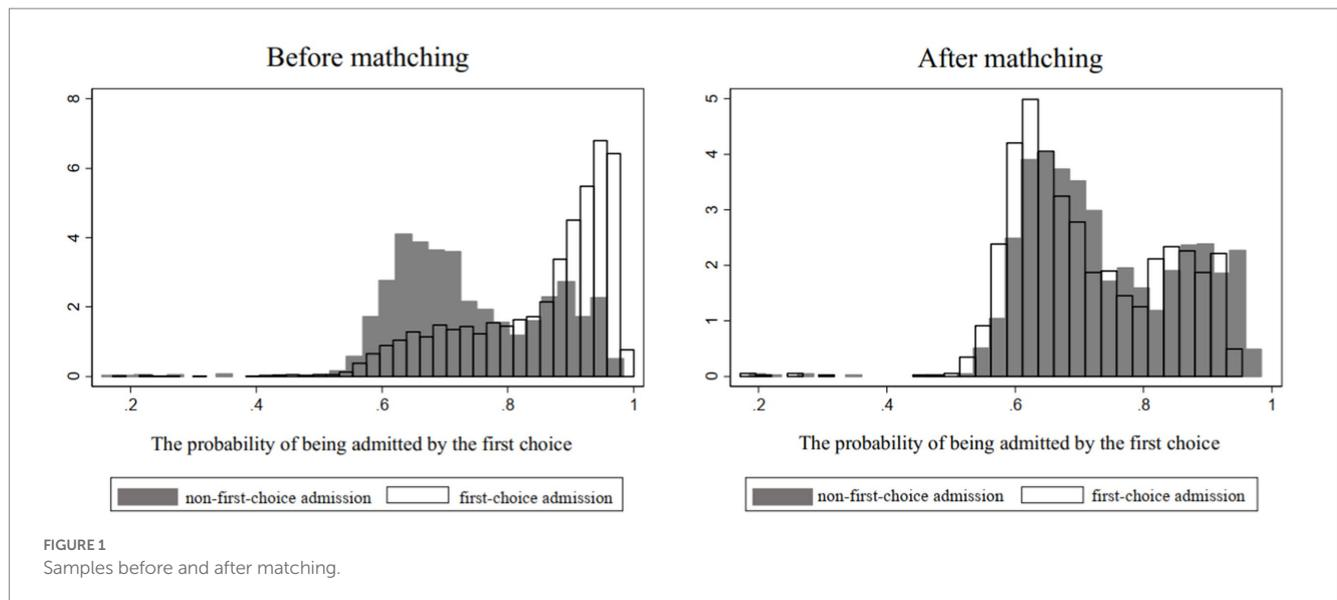 Before mathching
8
6
4
2
0
.2 .4 .6 .8 1
The probability of being admitted by the first choice
non-first-choice admission first-choice admission
After mathching
5
4
3
2
1
0
.2 .4 .6 .8 1
The probability of being admitted by the first choice
non-first-choice admission first-choice admission
FIGURE 1
Samples before and after matching.